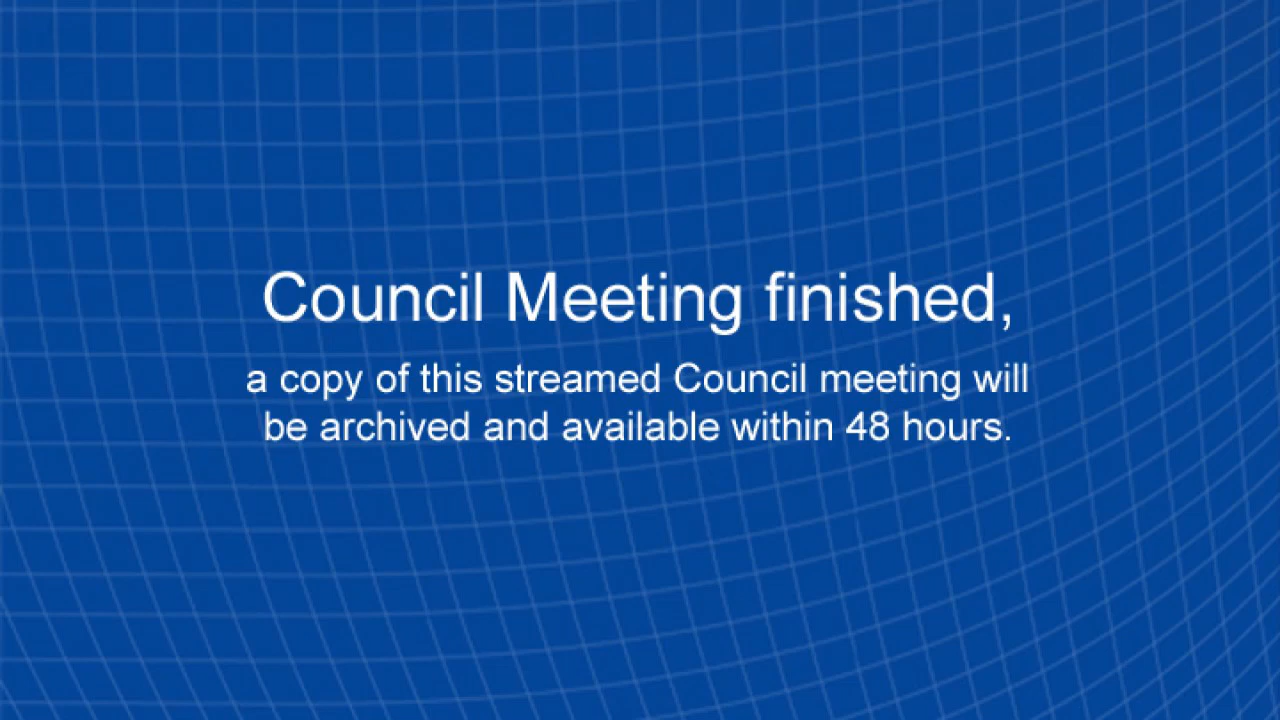 Council Meeting finished,
a copy of this streamed Council meeting will
be archived and available within 48 hours.